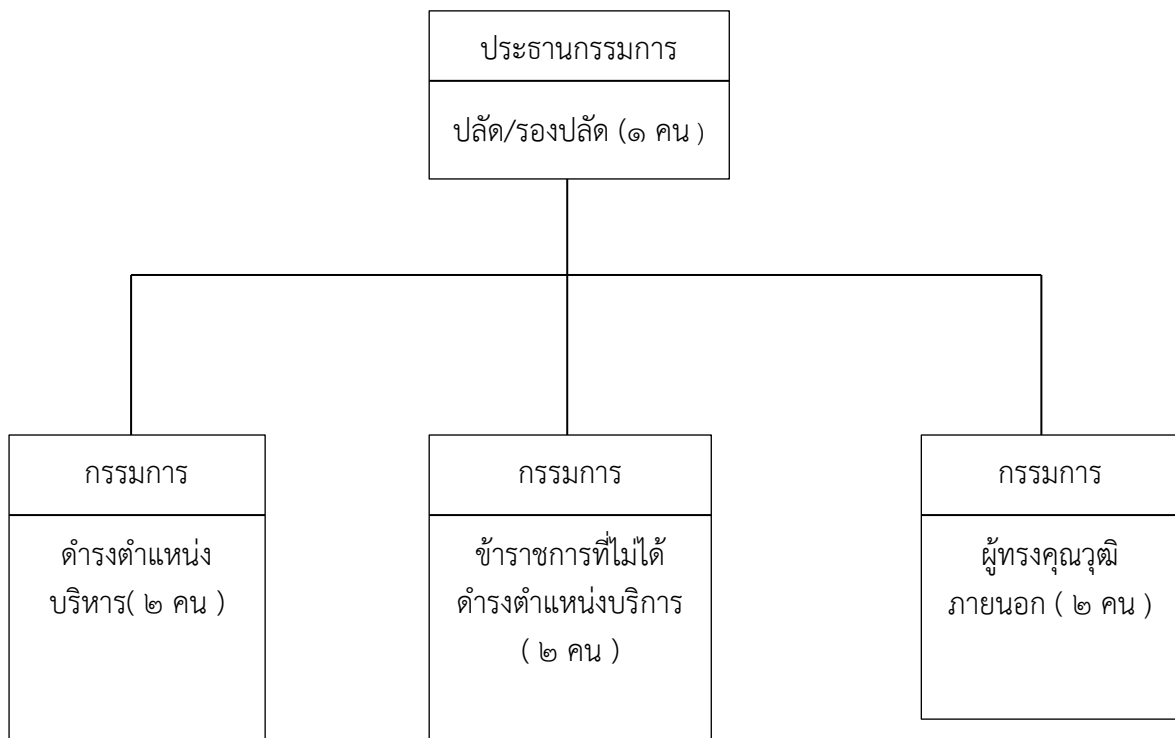 ประธานกรรมการ
ปลัด/รองปลัด (๑ คน )
กรรมการ
ดำรงตำแหน่ง
บริหาร( ๒ คน )
กรรมการ
ข้าราชการที่ไม่ได้
ดำรงตำแหน่งบริการ
( ๒ คน )
กรรมการ
ผู้ทรงคุณวุฒิ
ภายนอก ( ๒ คน )